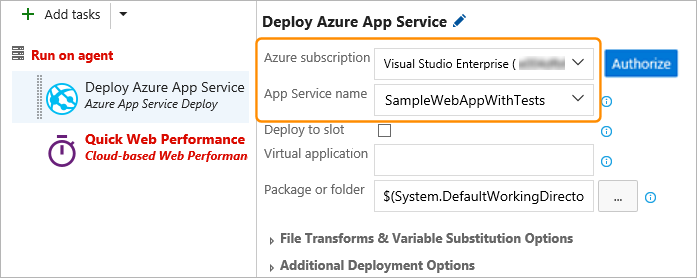 + Add tasks
Run on agent
Deploy Azure App Service
Azure App Service Deploy
Quick Web Performance
Cloud-based Web Performan
Deploy Azure App Service
Azure subscription
Visual Studio Enterprise (
Authorize
App Service name
SampleWebAppWithTests
Deploy to slot
Virtual application
Package or folder
$(System.DefaultWorkingDirecto
...
File Transforms & Variable Substitution Options
Additional Deployment Options